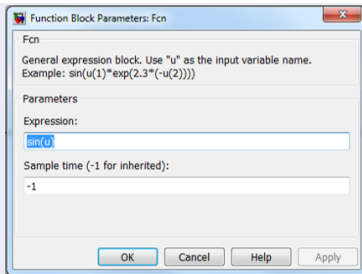 Function Block Parameters: Fcn
Fcn
General expression block. Use "u" as the input variable name.
Example: sin(u(1)*exp(2.3*(-u(2))))
Parameters
Expression:
sin(u)
Sample time (-1 for inherited):
-1
OK Cancel Help Apply